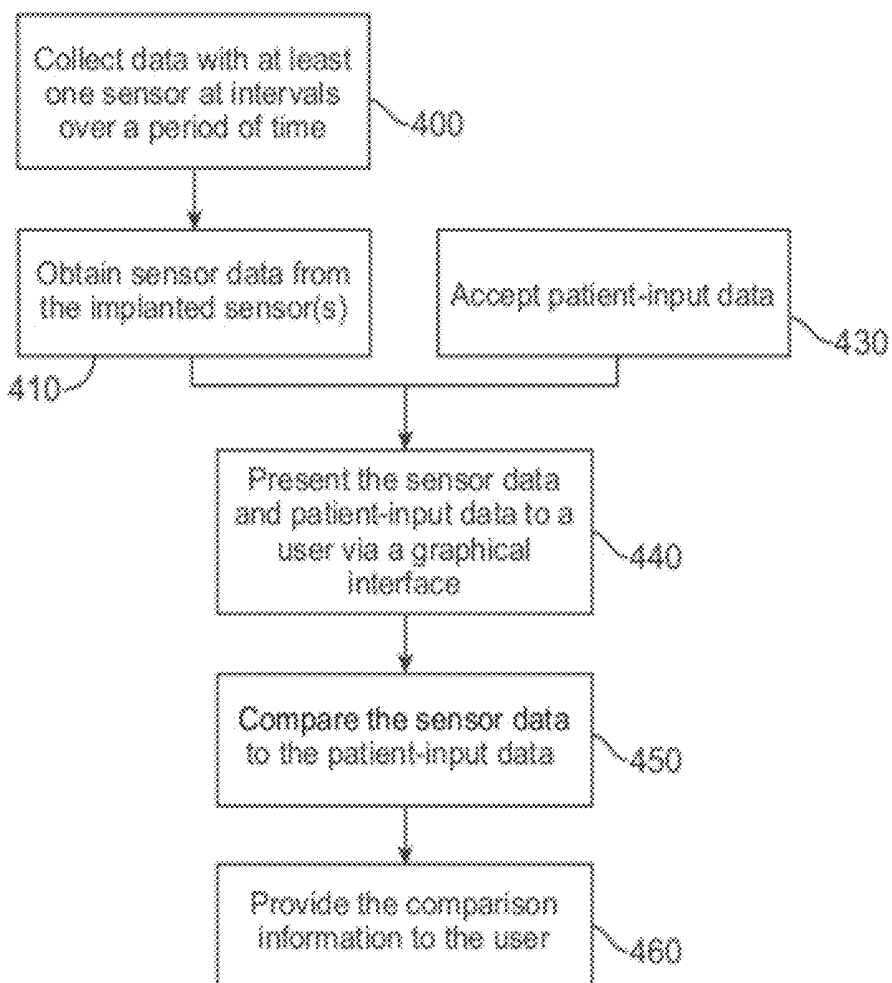 Collect data with at least
one sensor at intervals
over a period of time
400
Obtain sensor data from
the implanted sensor(s)
410
Accept patient-input data
430
Present the sensor data
and patient-input data to a
user via a graphical
interface
440
Compare the sensor data
to the patient-input data
450
Provide the comparison
information to the user
460